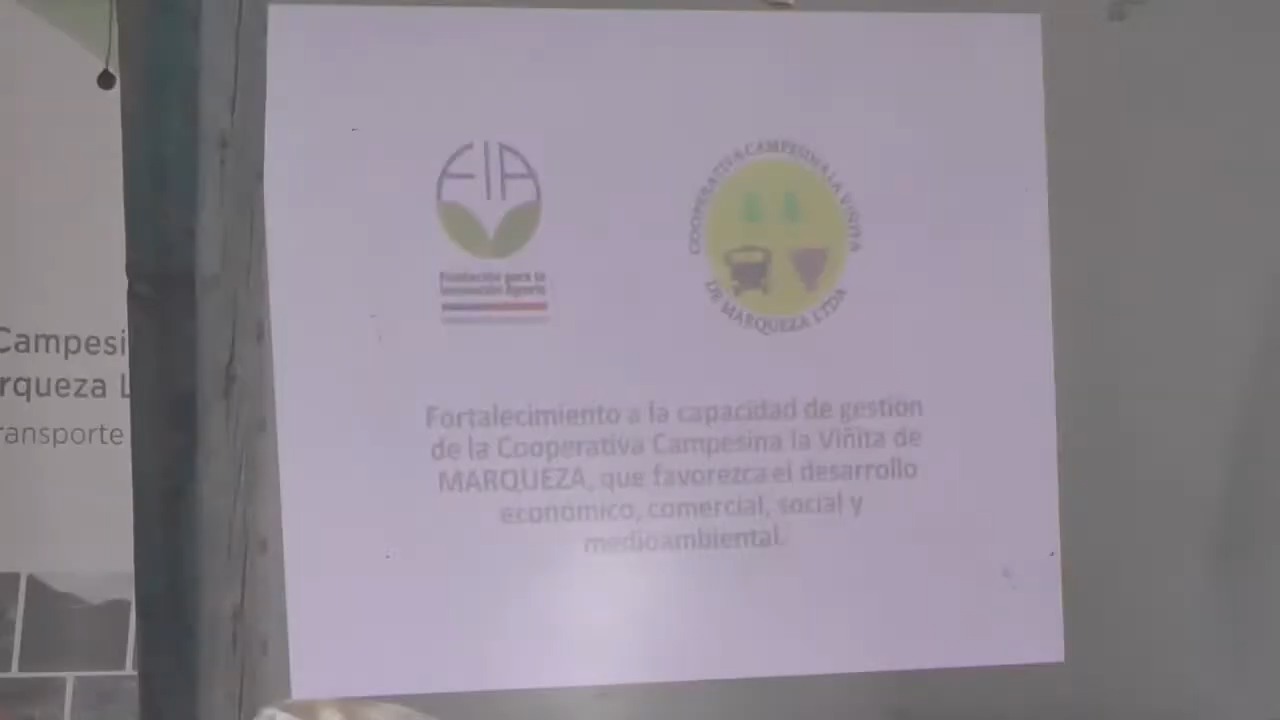 Campesi
rqueza L
ransporte
FIA
Fundación para la
Innovación Agraria
COOPERATIVA CAMPESINA LA VIÑITA
DE MARQUEZA LTDA
Fortalecimiento a la capacidad de gestión
de la Cooperativa Campesina la Viñita de
MARQUEZA, que favorezca el desarrollo
económico, comercial, social y
medioambiental.